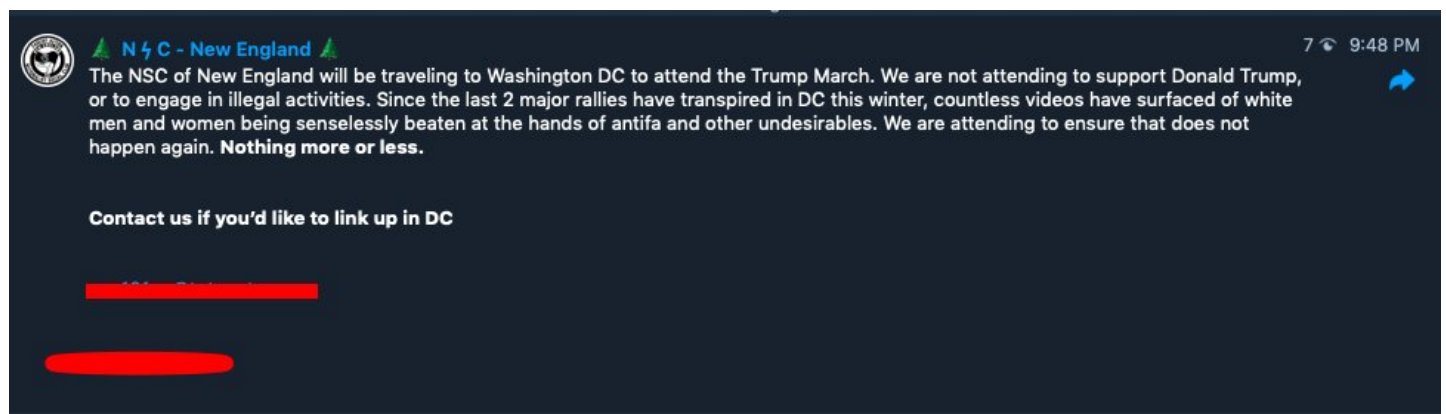 N ϟ C - New England
7 9:48 PM
The NSC of New England will be traveling to Washington DC to attend the Trump March. We are not attending to support Donald Trump,
or to engage in illegal activities. Since the last 2 major rallies have transpired in DC this winter, countless videos have surfaced of white
men and women being senselessly beaten at the hands of antifa and other undesirables. We are attending to ensure that does not
happen again. Nothing more or less.
Contact us if you’d like to link up in DC